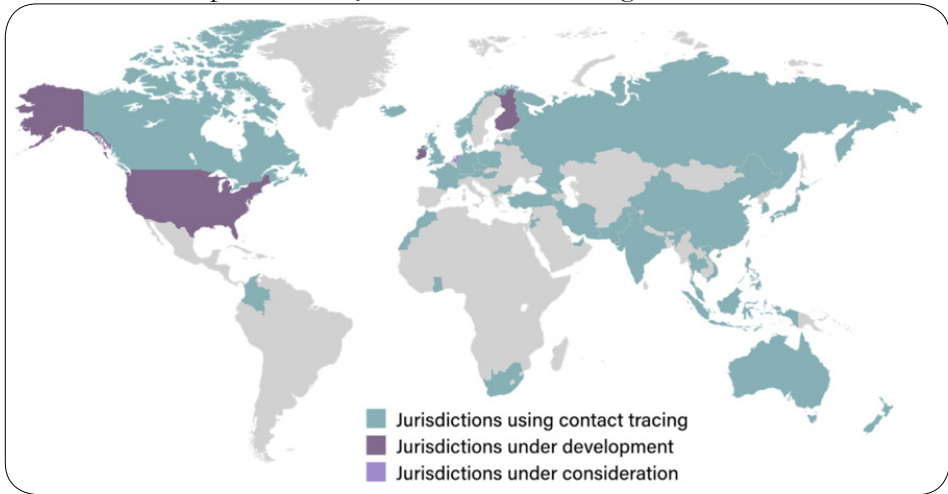 Jurisdictions using contact tracing
Jurisdictions under development
Jurisdictions under consideration